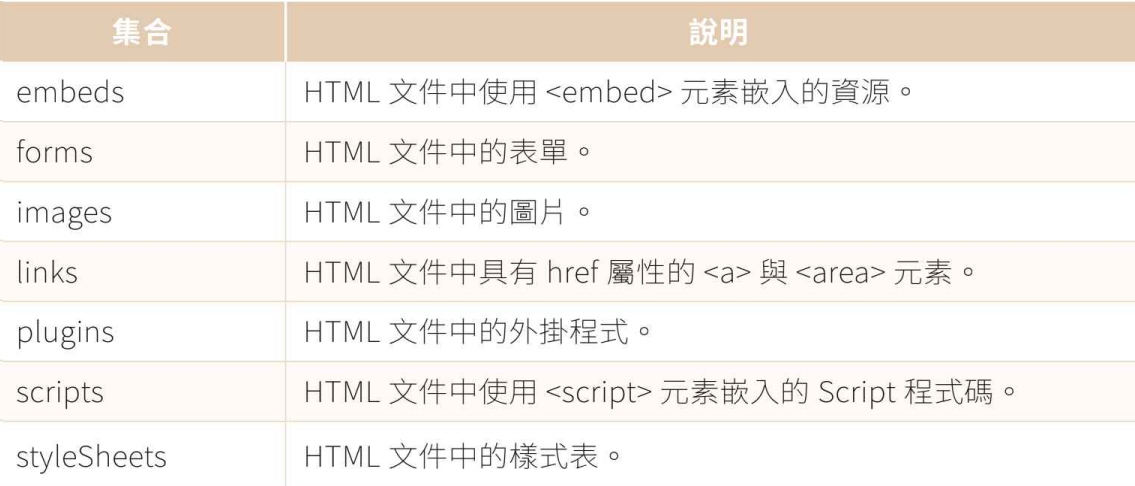 集合 說明
embeds HTML 文件中使用 <embed> 元素嵌入的資源。
forms HTML 文件中的表單。
images HTML 文件中的圖片。
links HTML 文件中具有 href 屬性的 <a> 與 <area> 元素。
plugins HTML 文件中的外掛程式。
scripts HTML 文件中使用 <script> 元素嵌入的 Script 程式碼。
styleSheets HTML 文件中的樣式表。